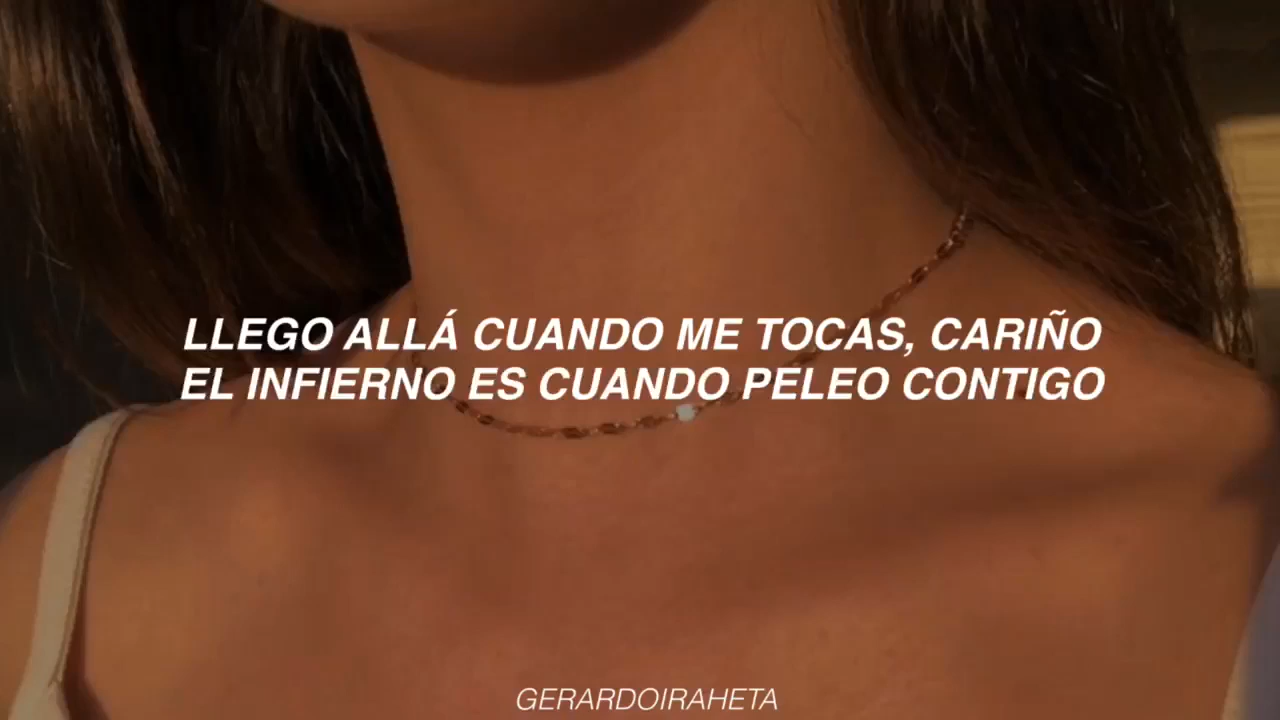 LLEGO ALLÁ CUANDO ME TOCAS, CARIÑO
EL INFIERNO ES CUANDO PELEO CONTIGO
GERARDOIRAHETA